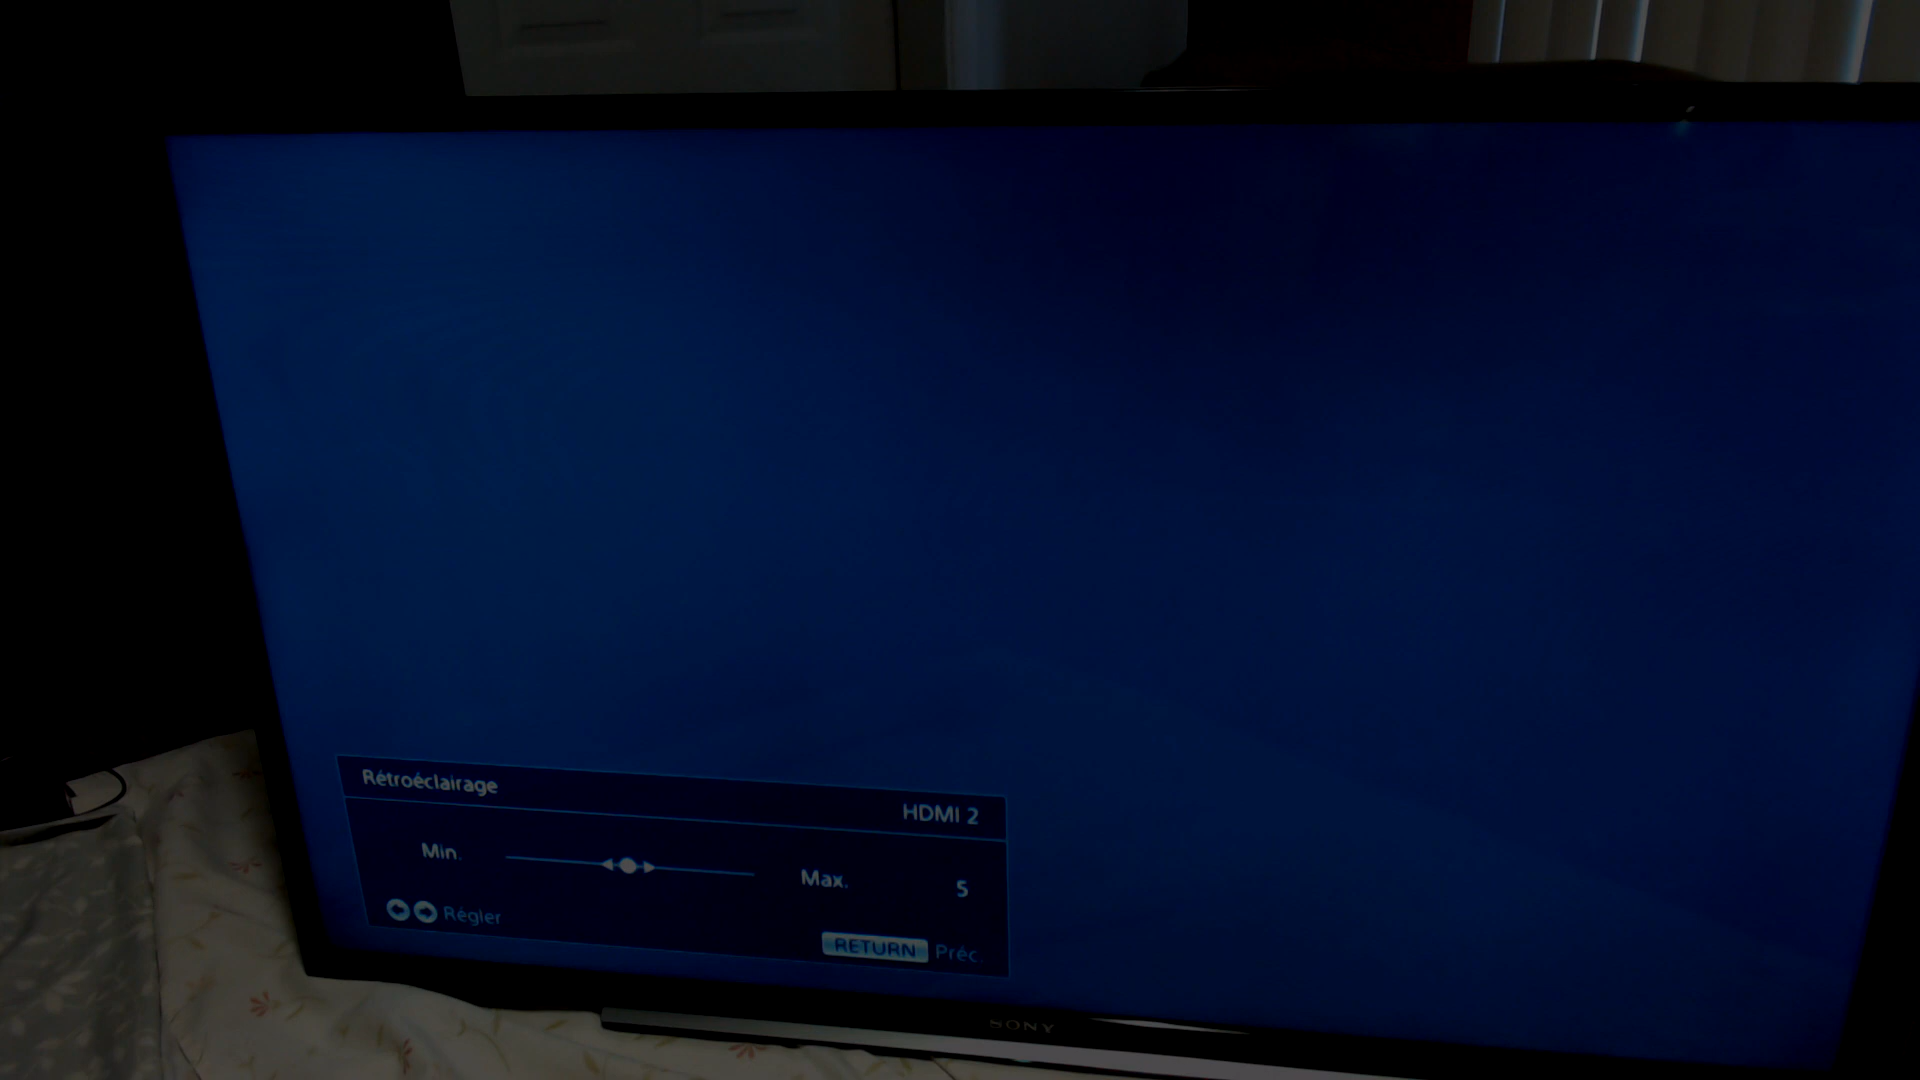 Rétroéclairage
HDMI 2
Min.
Max.
5
Régler
RETURN Préc.
SONY